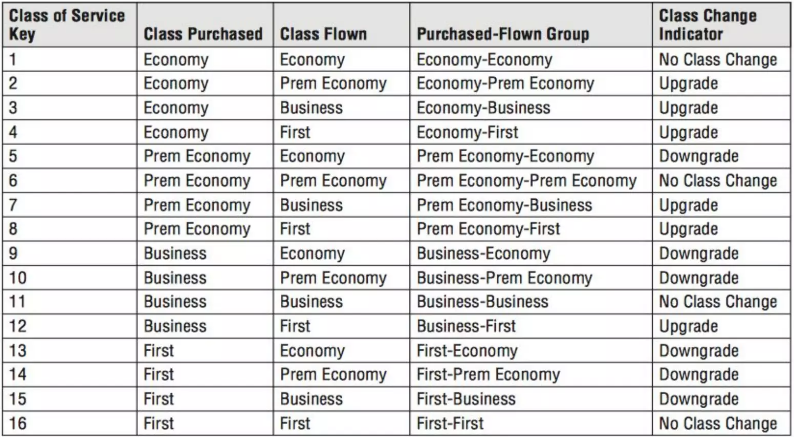 Class of Service Key Class Purchased Class Flown Purchased-Flown Group Class Change Indicator
1 Economy Economy Economy-Economy No Class Change
2 Economy Prem Economy Economy-Prem Economy Upgrade
3 Economy Business Economy-Business Upgrade
4 Economy First Economy-First Upgrade
5 Prem Economy Economy Prem Economy-Economy Downgrade
6 Prem Economy Prem Economy Prem Economy-Prem Economy No Class Change
7 Prem Economy Business Prem Economy-Business Upgrade
8 Prem Economy First Prem Economy-First Upgrade
9 Business Economy Business-Economy Downgrade
10 Business Prem Economy Business-Prem Economy Downgrade
11 Business Business Business-Business No Class Change
12 Business First Business-First Upgrade
13 First Economy First-Economy Downgrade
14 First Prem Economy First-Prem Economy Downgrade
15 First Business First-Business Downgrade
16 First First First-First No Class Change